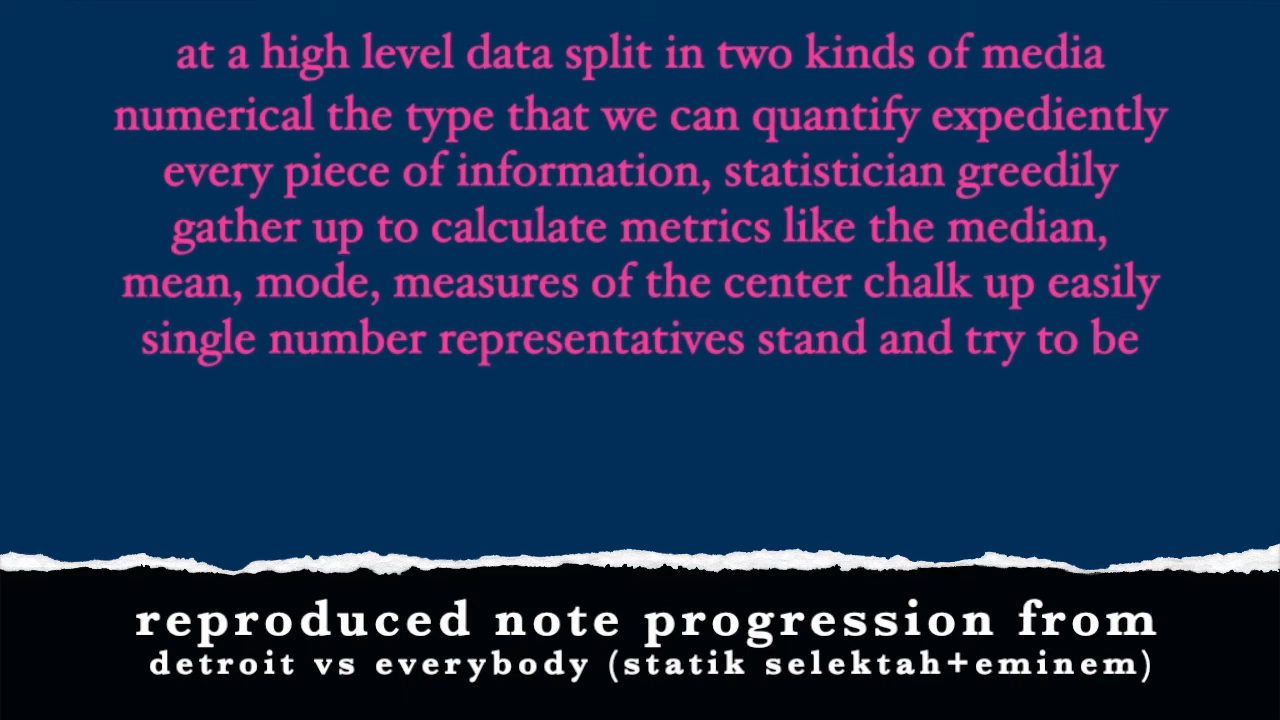 at a high level data split in two kinds of media
numerical the type that we can quantify expediently
every piece of information, statistician greedily
gather up to calculate metrics like the median,
mean, mode, measures of the center chalk up easily
single number representatives stand and try to be
reproduced note progression from
detroit vs everybody (statik selektah+eminem)